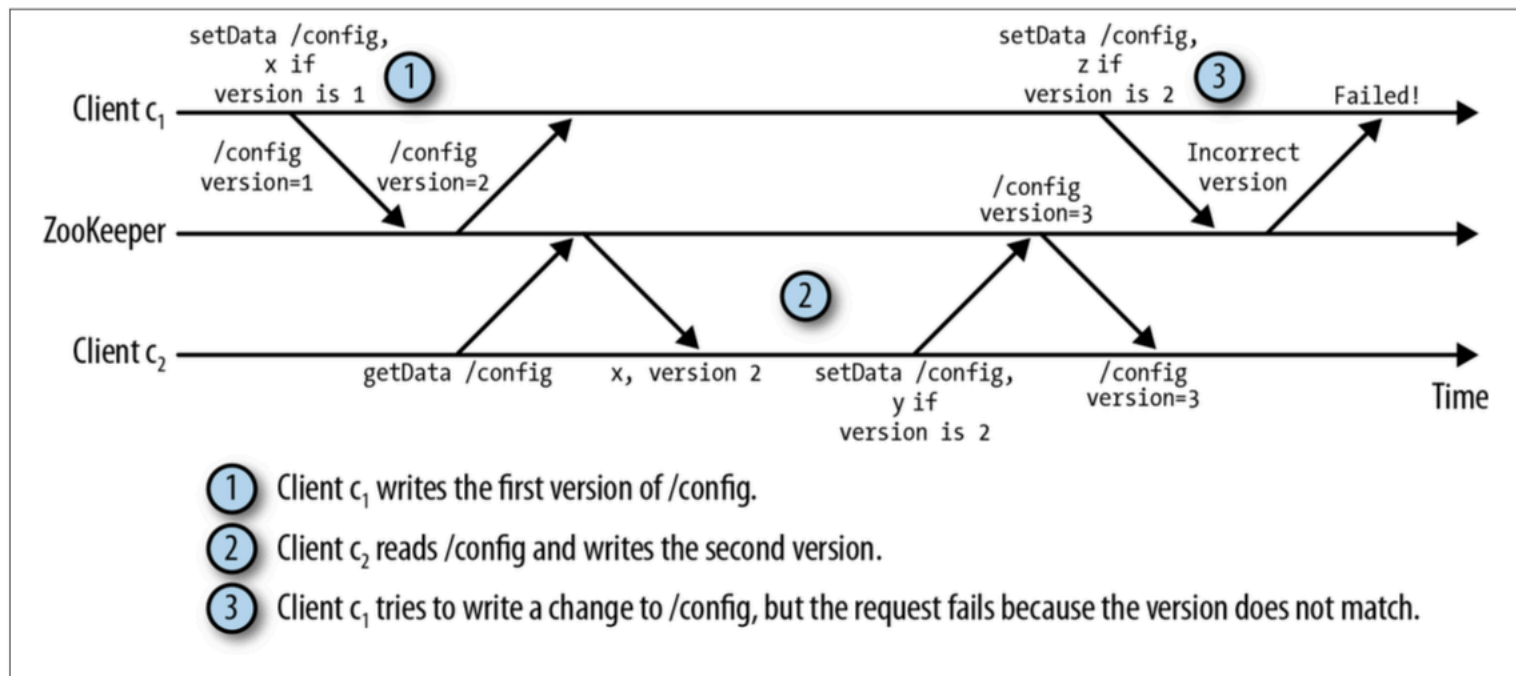 setData /config,
x if
version is 1
1
setData /config,
z if
version is 2
3
Failed!
Client c₁
/config
version=1
/config
version=2
Incorrect
version
/config
version=3
ZooKeeper
2
Client c₂
getData /config
x, version 2
setData /config,
y if
version is 2
/config
version=3
Time
1 Client c₁ writes the first version of /config.
2 Client c₂ reads /config and writes the second version.
3 Client c₁ tries to write a change to /config, but the request fails because the version does not match.